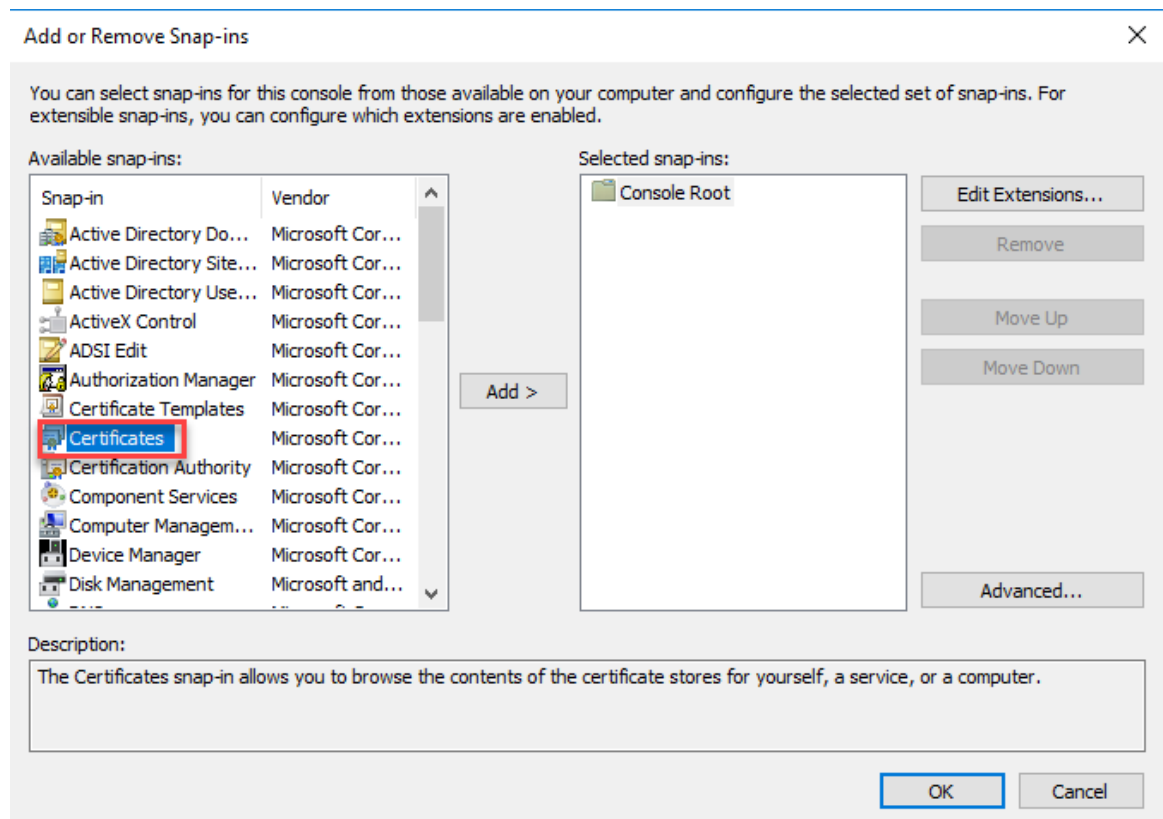 Add or Remove Snap-ins
You can select snap-ins for this console from those available on your computer and configure the selected set of snap-ins. For
extensible snap-ins, you can configure which extensions are enabled.
Available snap-ins:
Snap-in Vendor
Active Directory Do... Microsoft Cor...
Active Directory Site... Microsoft Cor...
Active Directory Use... Microsoft Cor...
ActiveX Control Microsoft Cor...
ADSI Edit Microsoft Cor...
Authorization Manager Microsoft Cor...
Certificate Templates Microsoft Cor...
Certificates Microsoft Cor...
Certification Authority Microsoft Cor...
Component Services Microsoft Cor...
Computer Managem... Microsoft Cor...
Device Manager Microsoft Cor...
Disk Management Microsoft and...
Add >
Selected snap-ins:
Console Root
Edit Extensions...
Remove
Move Up
Move Down
Advanced...
Description:
The Certificates snap-in allows you to browse the contents of the certificate stores for yourself, a service, or a computer.
OK Cancel